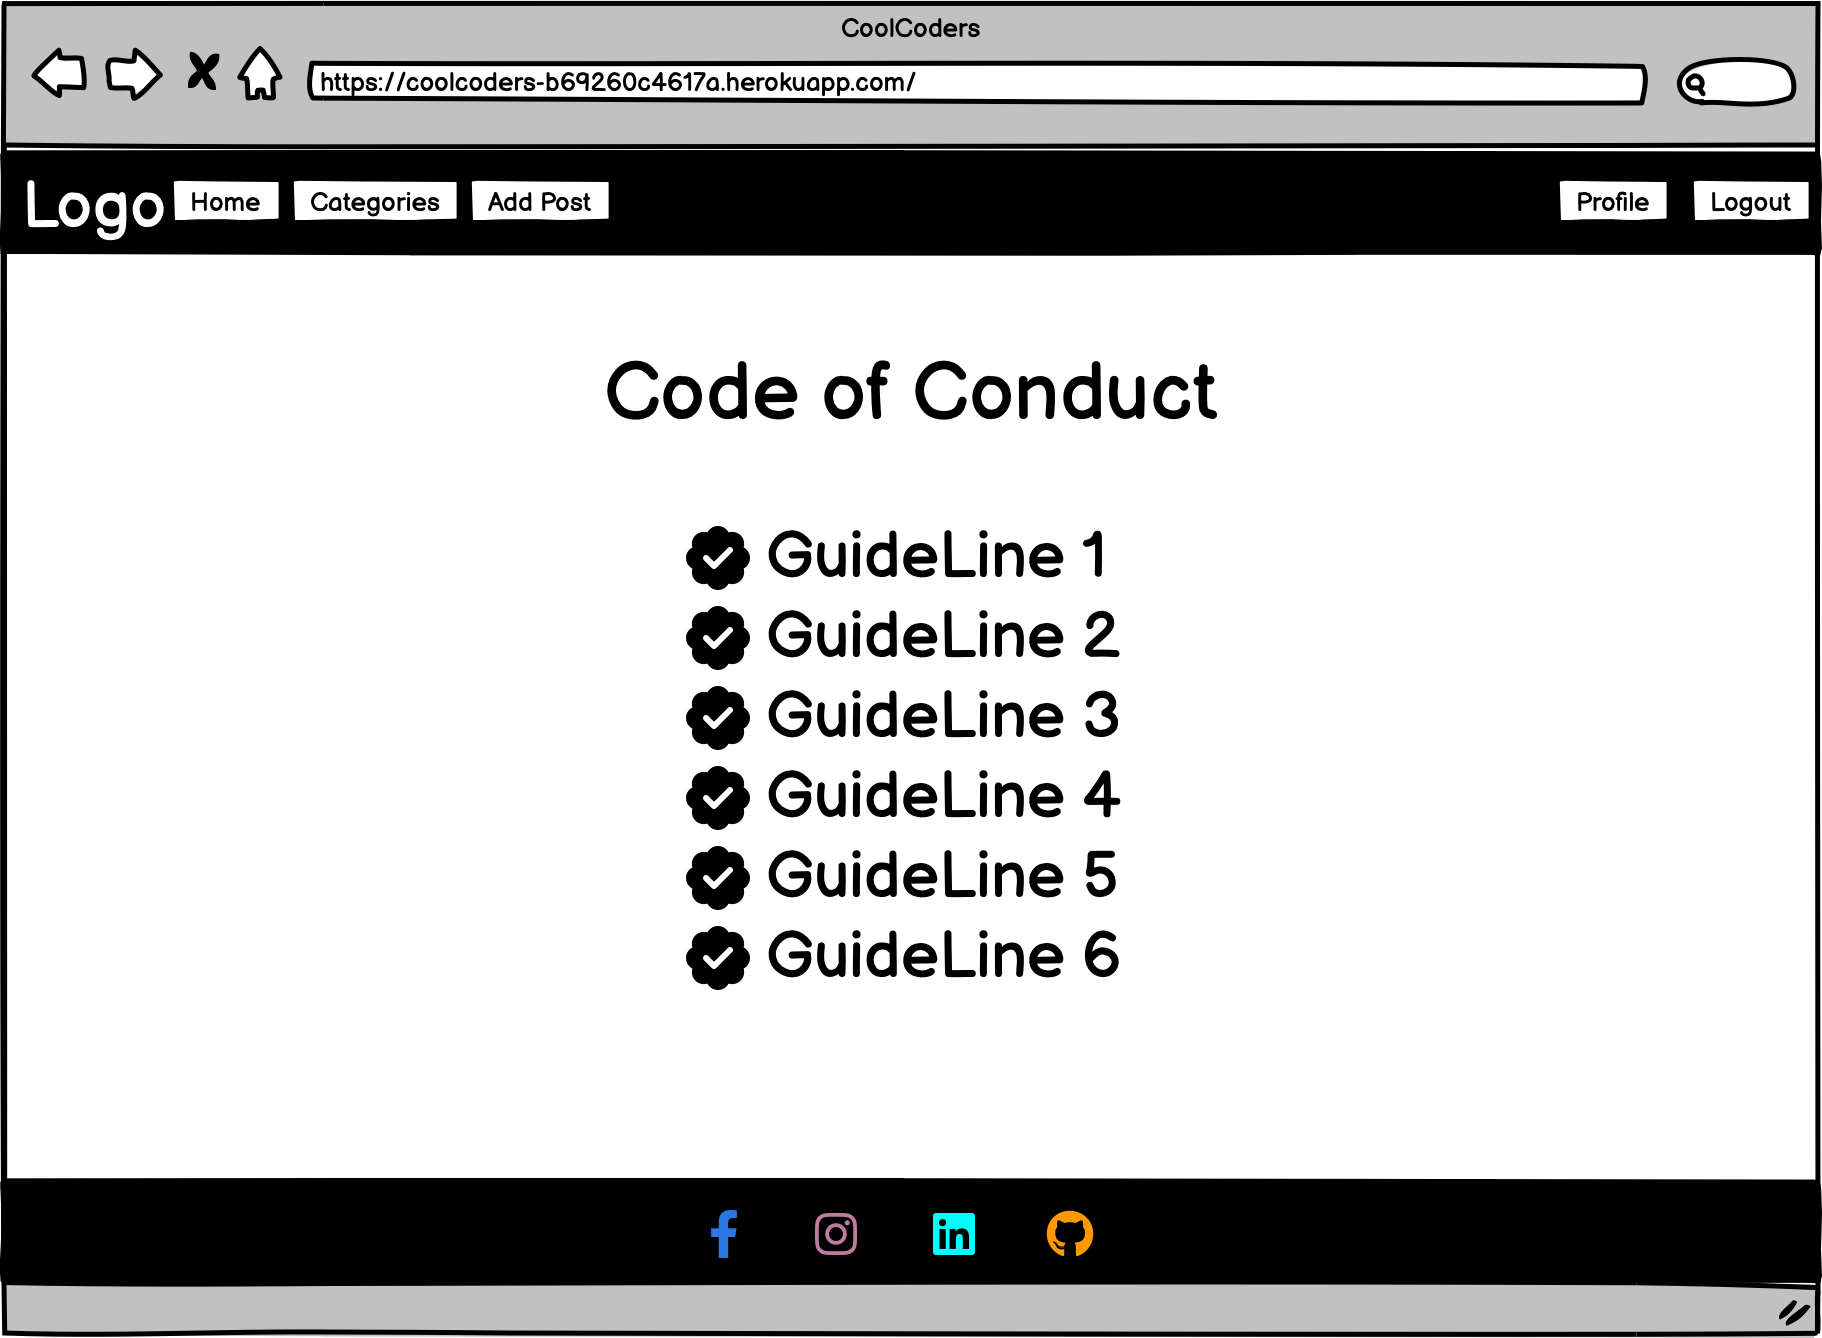 CoolCoders
https://coolcoders-b69260c4617a.herokuapp.com/
Logo Home Categories Add Post Profile Logout
Code of Conduct
GuideLine 1
GuideLine 2
GuideLine 3
GuideLine 4
GuideLine 5
GuideLine 6